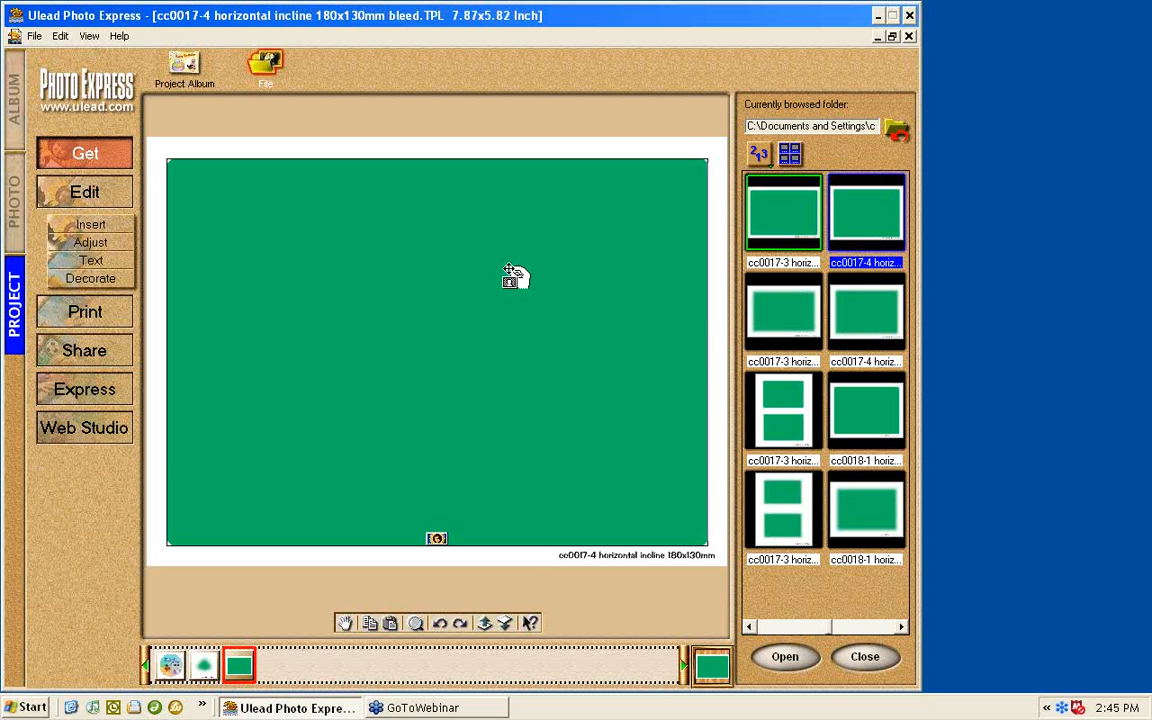 Ulead Photo Express - [cc0017-4 horizontal incline 180x130mm bleed.TPL 7.87x5.82 Inch]
File Edit View Help
ALBUM
PHOTO
PROJECT
PHOTO EXPRESS
www.ulead.com
Project Album
File
Get
Edit
Insert
Adjust
Text
Decorate
Print
Share
Express
Web Studio
cc0017-4 horizontal incline 180x130mm
Currently browsed folder:
C:\Documents and Settings\c
2 1 3
cc0017-3 horiz... cc0017-4 horiz...
cc0017-3 horiz... cc0017-4 horiz...
cc0017-3 horiz... cc0018-1 horiz...
cc0017-3 horiz... cc0018-1 horiz...
Open Close
Start » Ulead Photo Expre... GoToWebinar « 2:45 PM